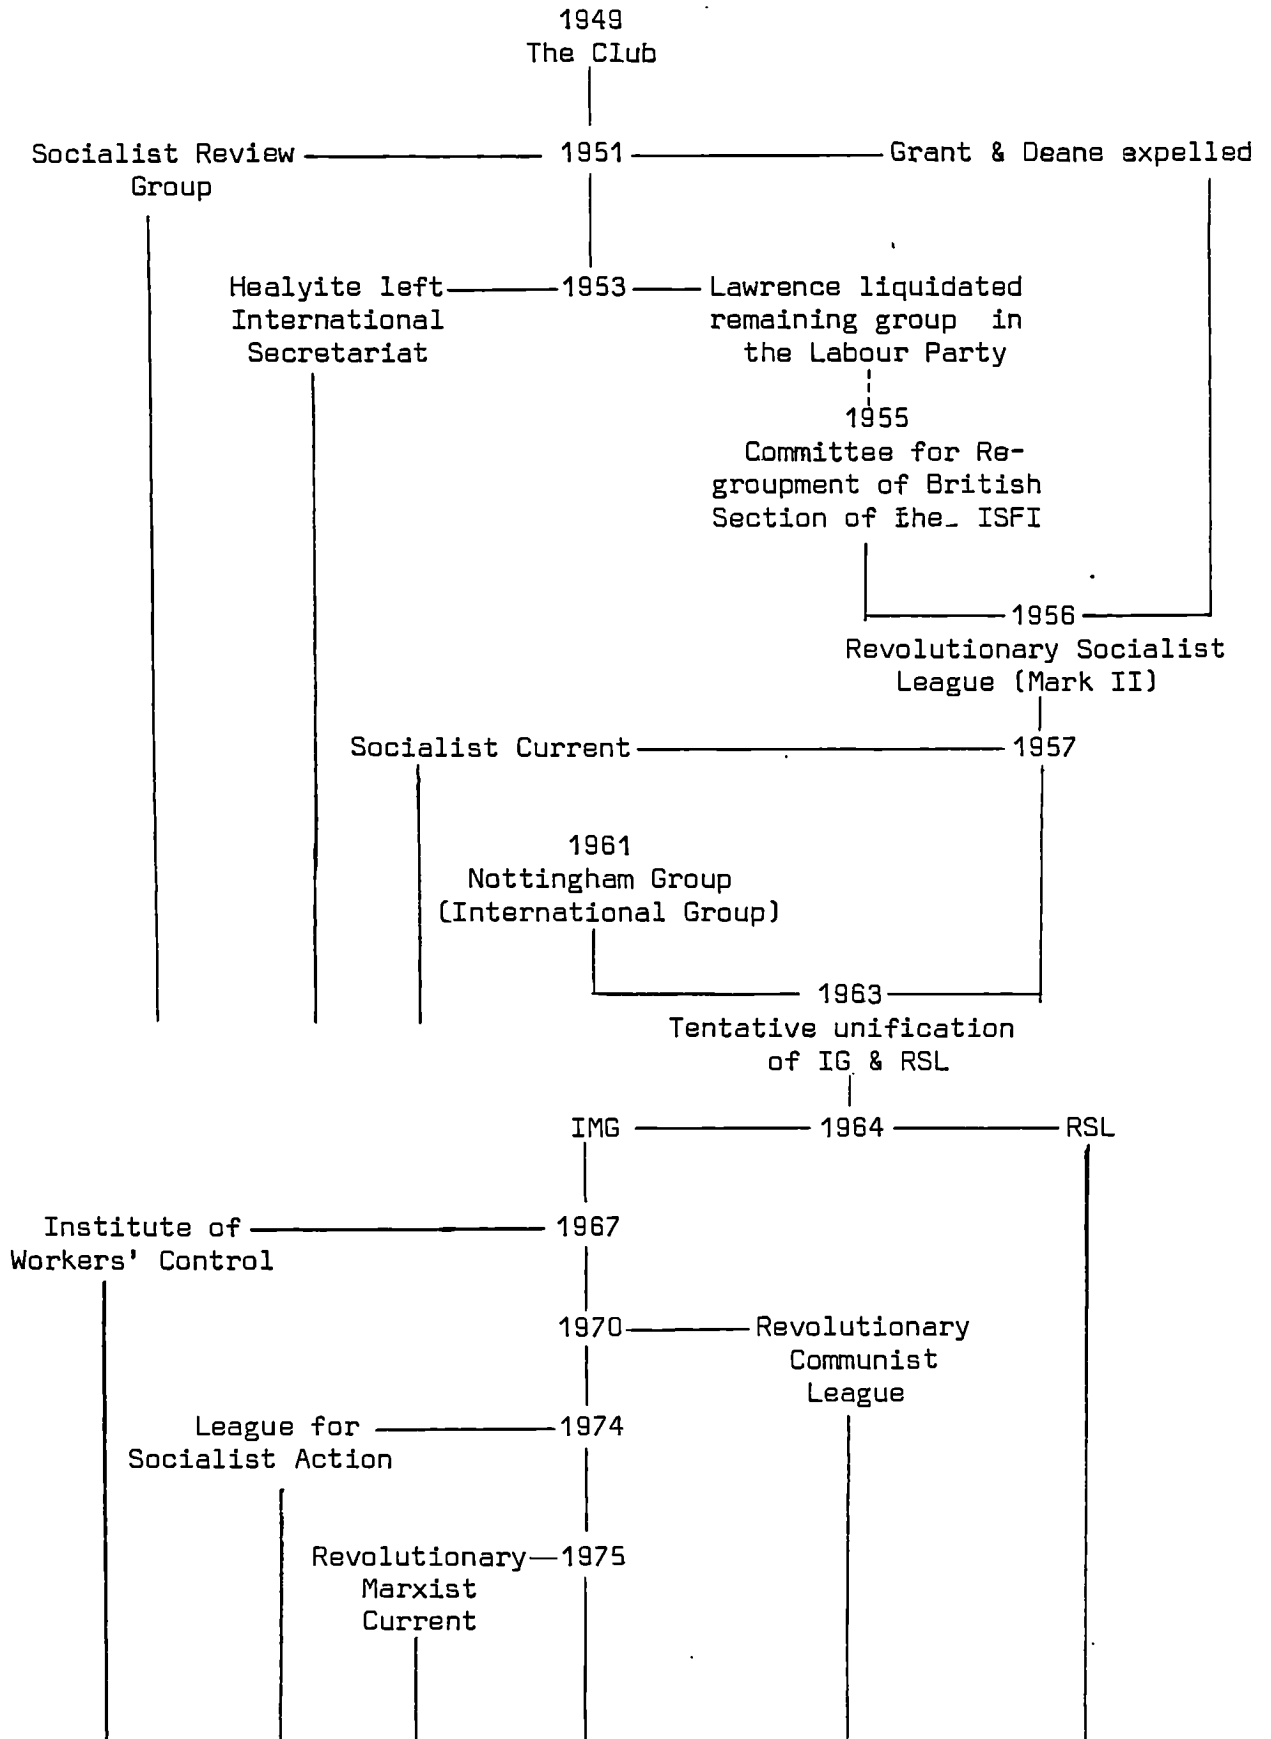 1949
The Club
Socialist Review
Group
1951
Grant & Deane expelled
Healyite left
International
Secretariat
1953
Lawrence liquidated
remaining group in
the Labour Party
1955
Committee for Re-
groupment of British
Section of the ISFI
1956
Revolutionary Socialist
League (Mark II)
Socialist Current
1957
1961
Nottingham Group
(International Group)
1963
Tentative unification
of IG & RSL
IMG
1964
RSL
Institute of
Workers' Control
1967
1970
Revolutionary
Communist
League
League for
Socialist Action
1974
Revolutionary
Marxist
Current
1975